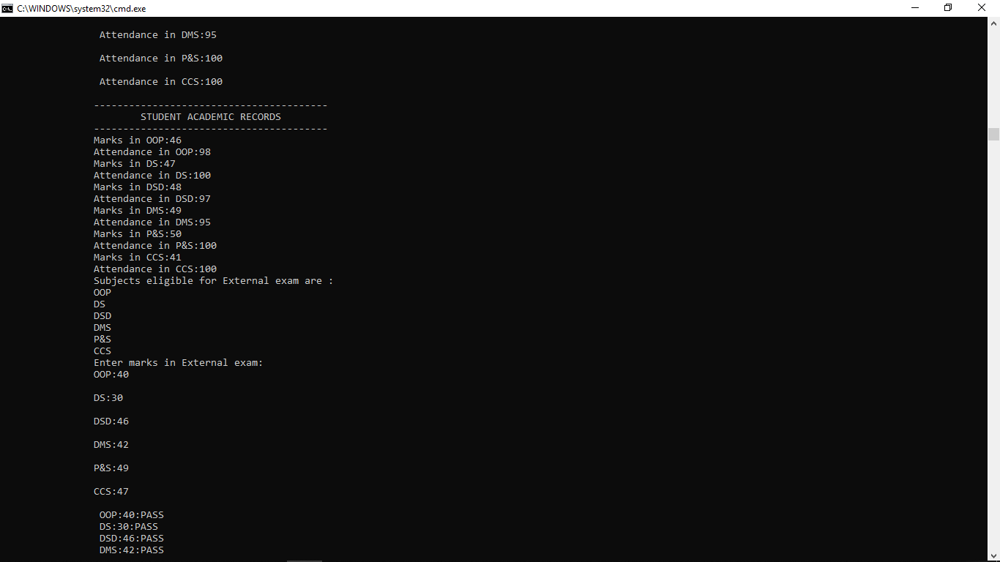 C:\WINDOWS\system32\cmd.exe
Attendance in DMS:95
Attendance in P&S:100
Attendance in CCS:100
----------------------------------------
STUDENT ACADEMIC RECORDS
----------------------------------------
Marks in OOP:46
Attendance in OOP:98
Marks in DS:47
Attendance in DS:100
Marks in DSD:48
Attendance in DSD:97
Marks in DMS:49
Attendance in DMS:95
Marks in P&S:50
Attendance in P&S:100
Marks in CCS:41
Attendance in CCS:100
Subjects eligible for External exam are :
OOP
DS
DSD
DMS
P&S
CCS
Enter marks in External exam:
OOP:40
DS:30
DSD:46
DMS:42
P&S:49
CCS:47
OOP:40:PASS
DS:30:PASS
DSD:46:PASS
DMS:42:PASS